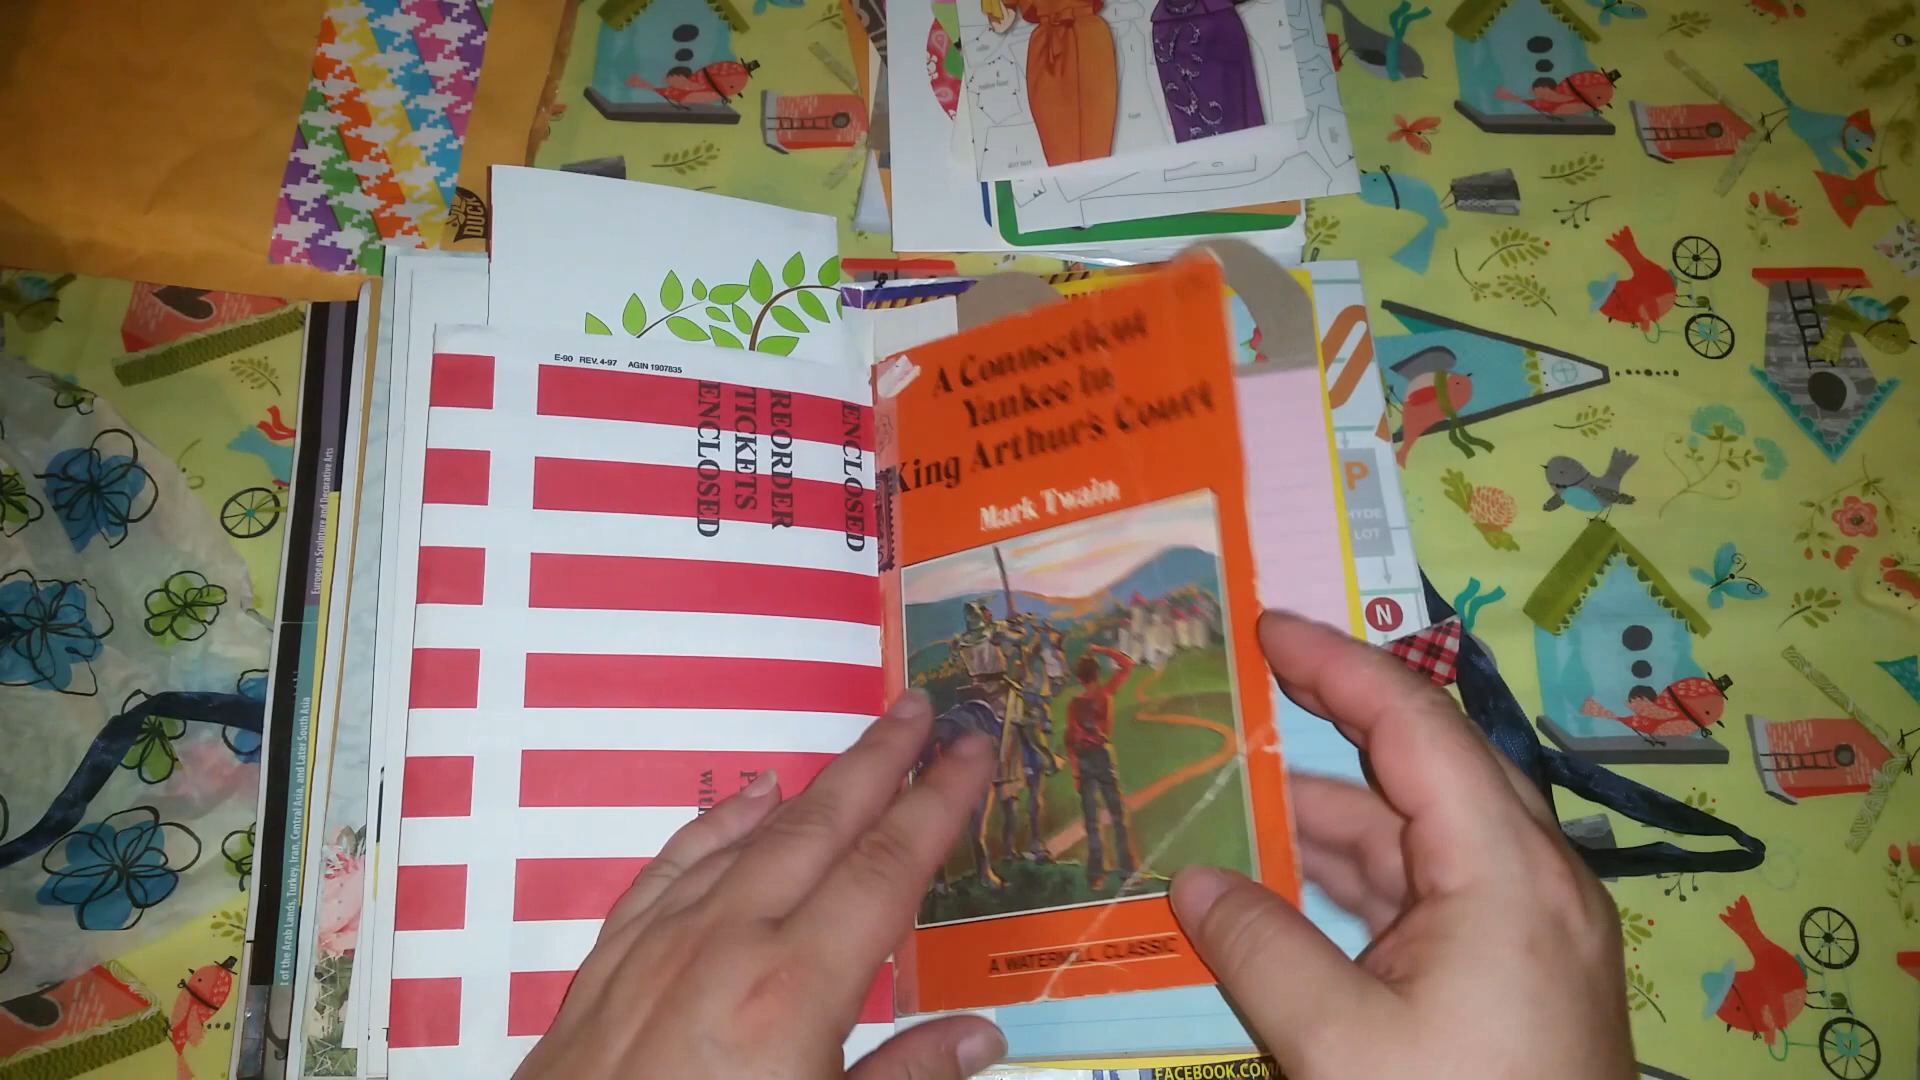 DUCK
E-90 REV. 4-97 AGIN 1907835
REORDER
TICKETS
ENCLOSED
ENCLOSED
A Connecticut
Yankee in
King Arthur's Court
Mark Twain
A WATERMILL CLASSIC
European Sculpture and Decorative Arts
t of the Arab Lands, Turkey, Iran, Central Asia, and Later South Asia
P
HYDE
LOT
N
FACEBOOK.COM/